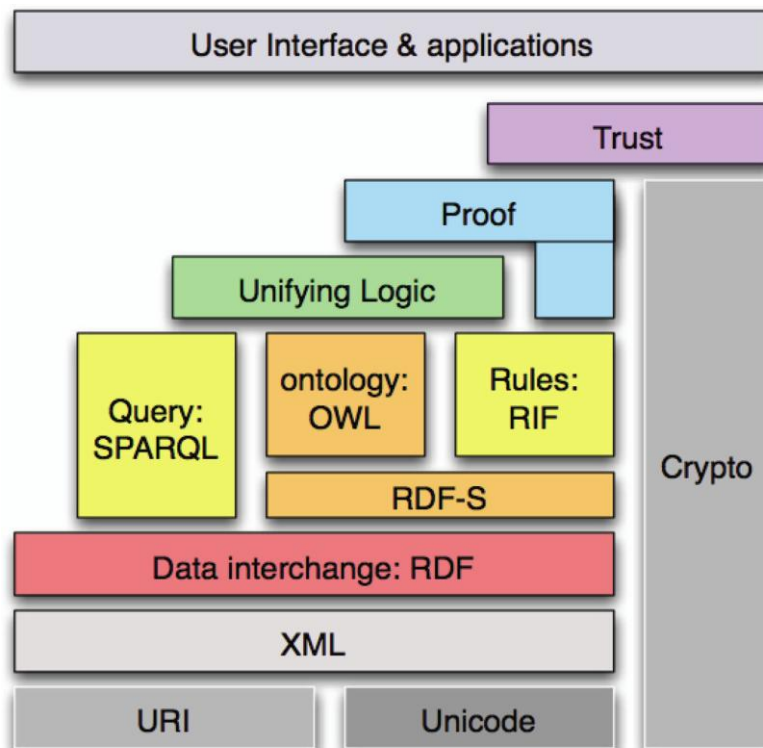 User Interface & applications
Trust
Proof
Unifying Logic
Query:
SPARQL
ontology:
OWL
Rules:
RIF
Crypto
RDF-S
Data interchange: RDF
XML
URI
Unicode